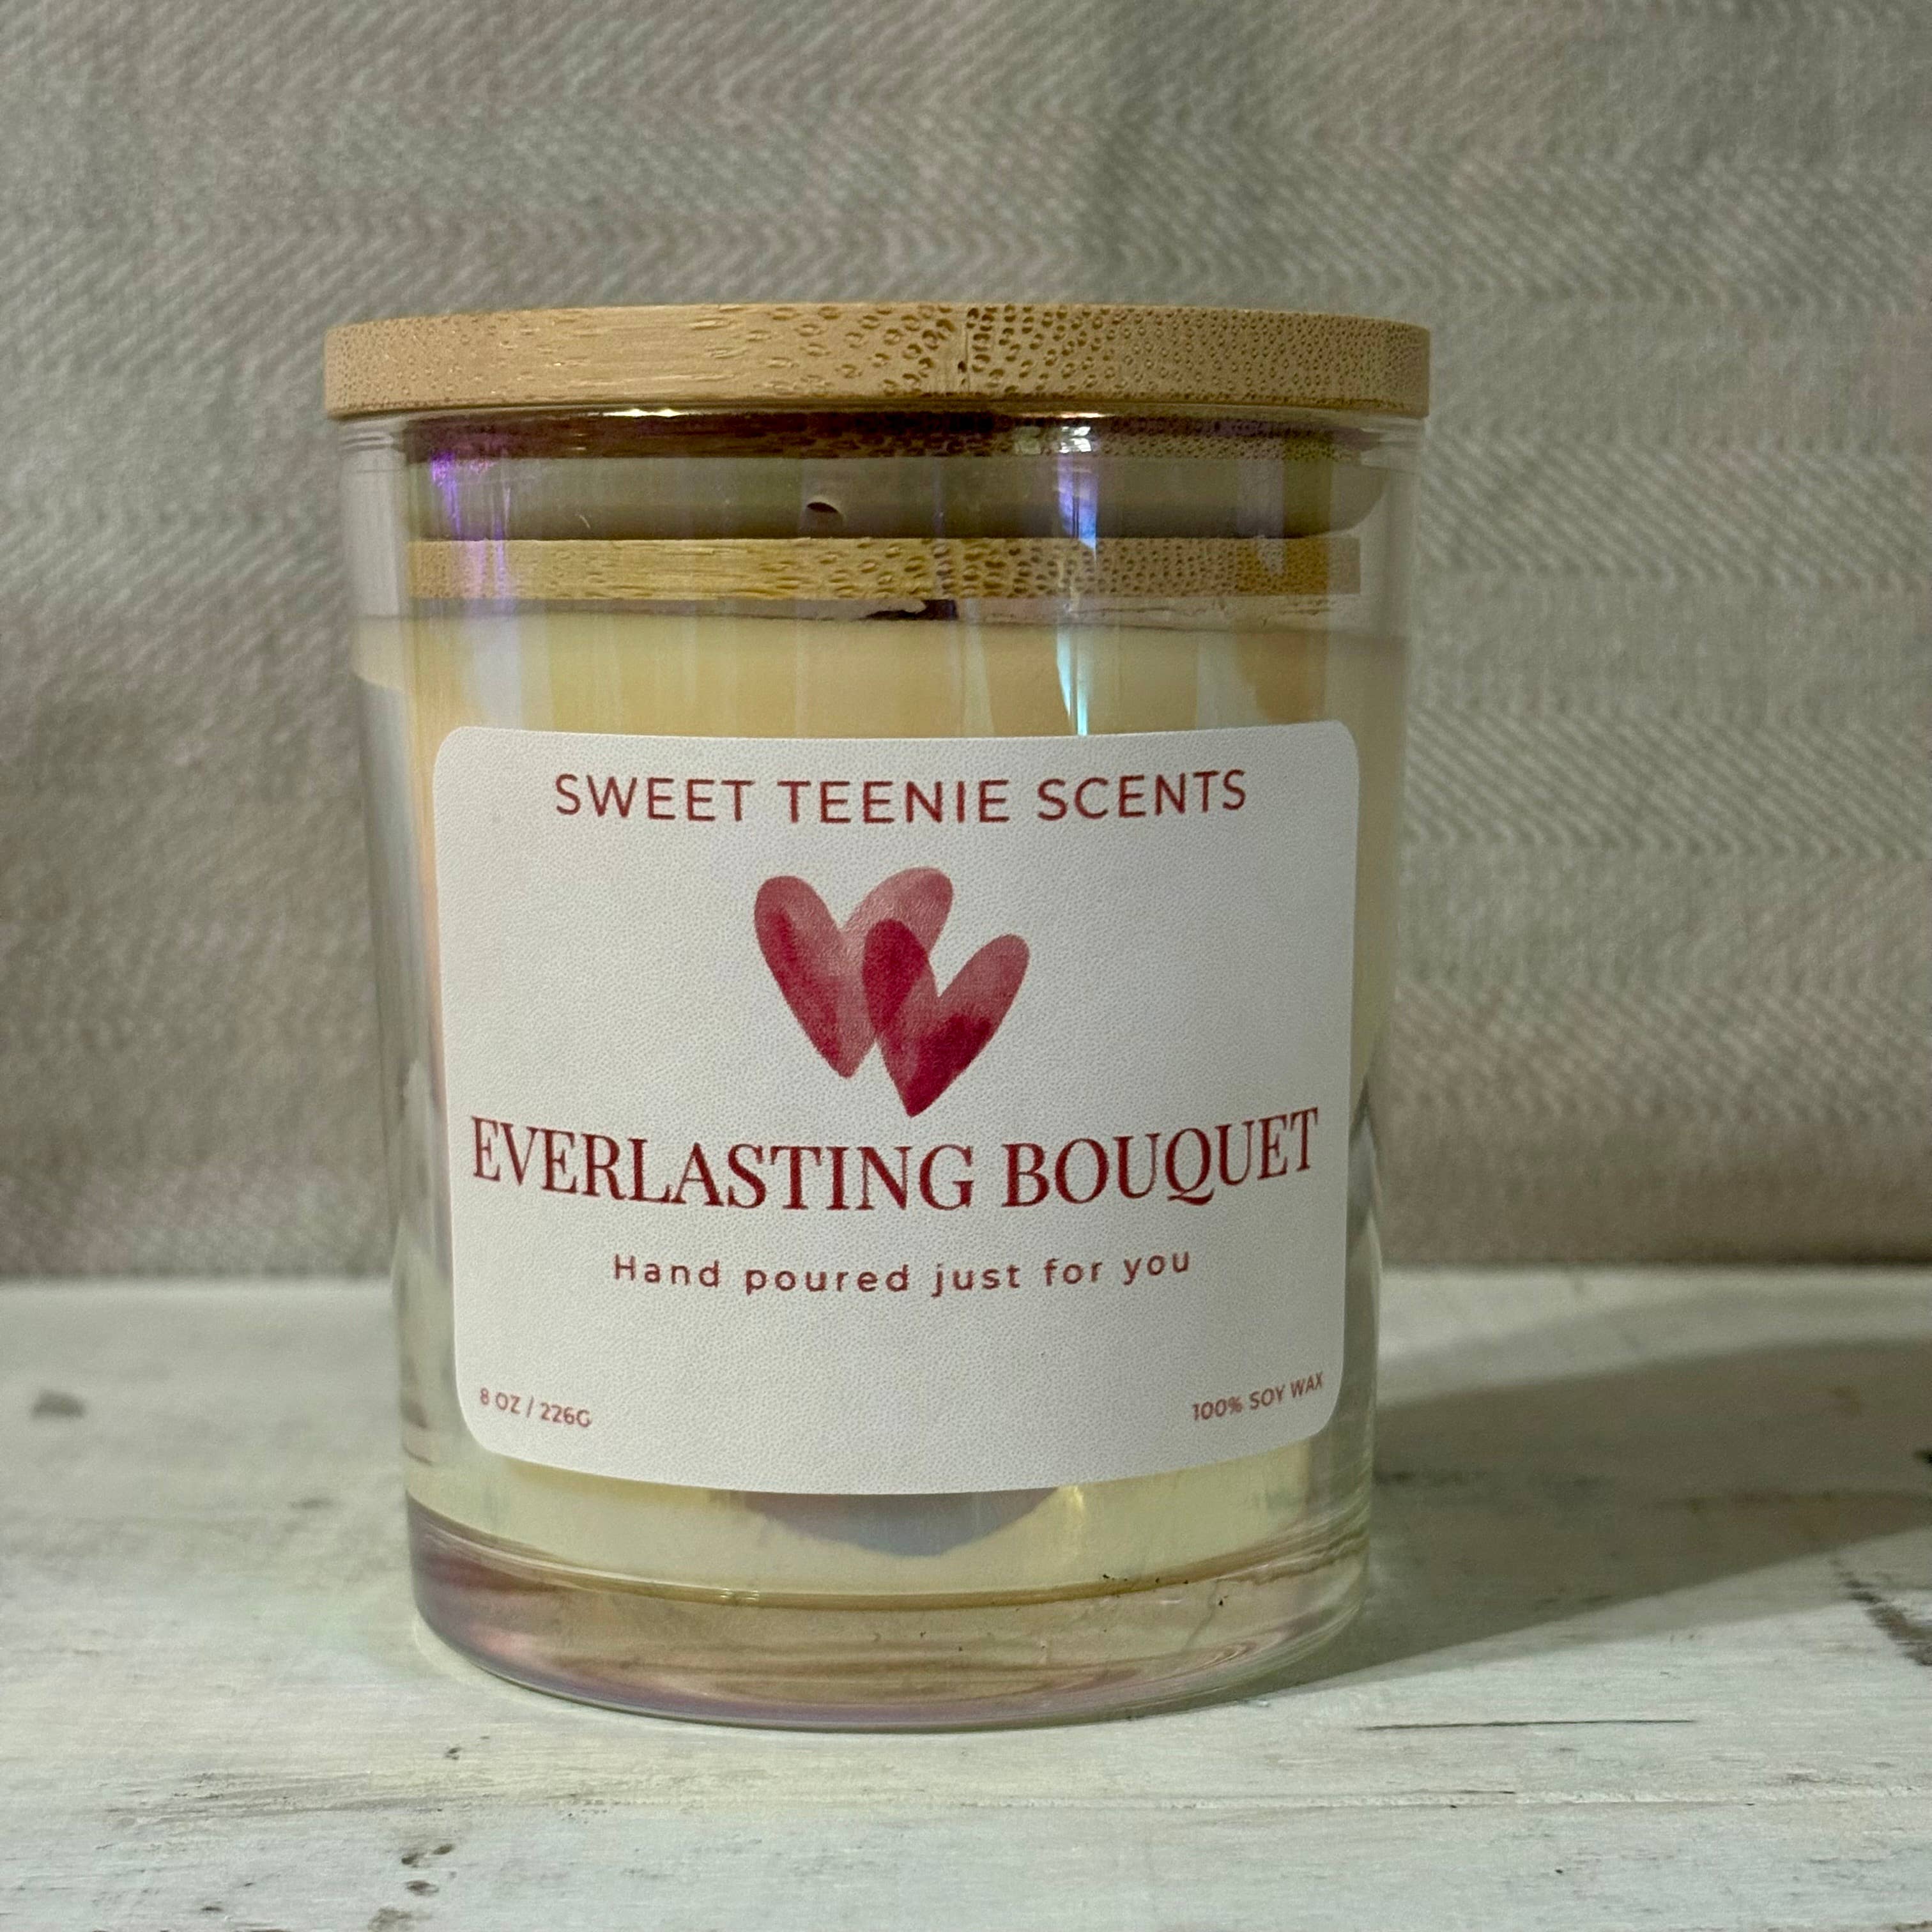 SWEET TEENIE SCENTS
EVERLASTING BOUQUET
Hand poured just for you
8 OZ / 226G
100% SOY WAX